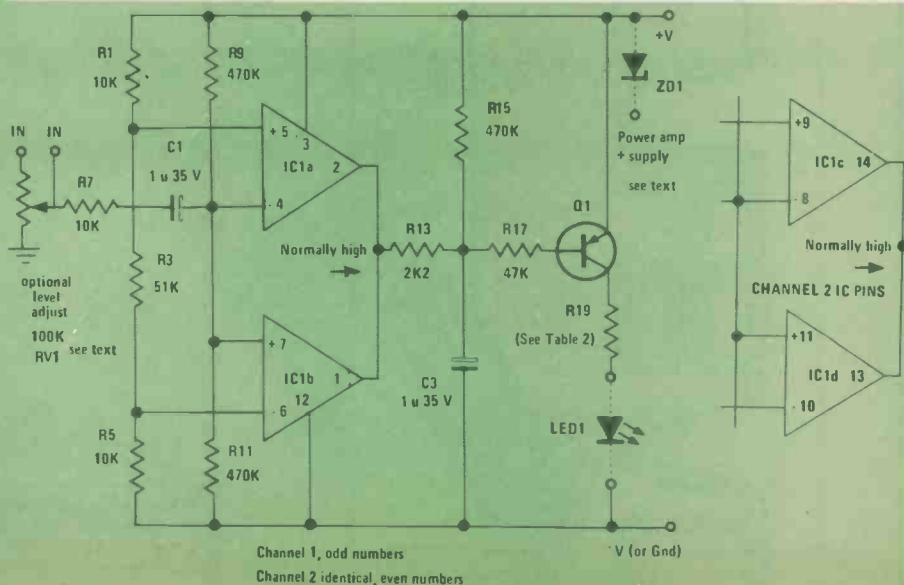 R1
10K
R9
470K
+V
ZD1
R15
470K
Power amp
+ supply
see text
IN
IN
C1
1 u 35 V
R7
10K
+ 5
3
IC1a
2
- 4
Q1
Normally high
R13
2K2
R17
47K
R3
51K
optional
level
adjust
100K
RV1
see text
+ 7
IC1b
1
12
- 6
R19
(See Table 2)
C3
1 u 35 V
LED1
R5
10K
R11
470K
V (or Gnd)
Channel 1, odd numbers
Channel 2 identical, even numbers
+9
IC1c
14
- 8
Normally high
CHANNEL 2 IC PINS
+11
IC1d
13
- 10